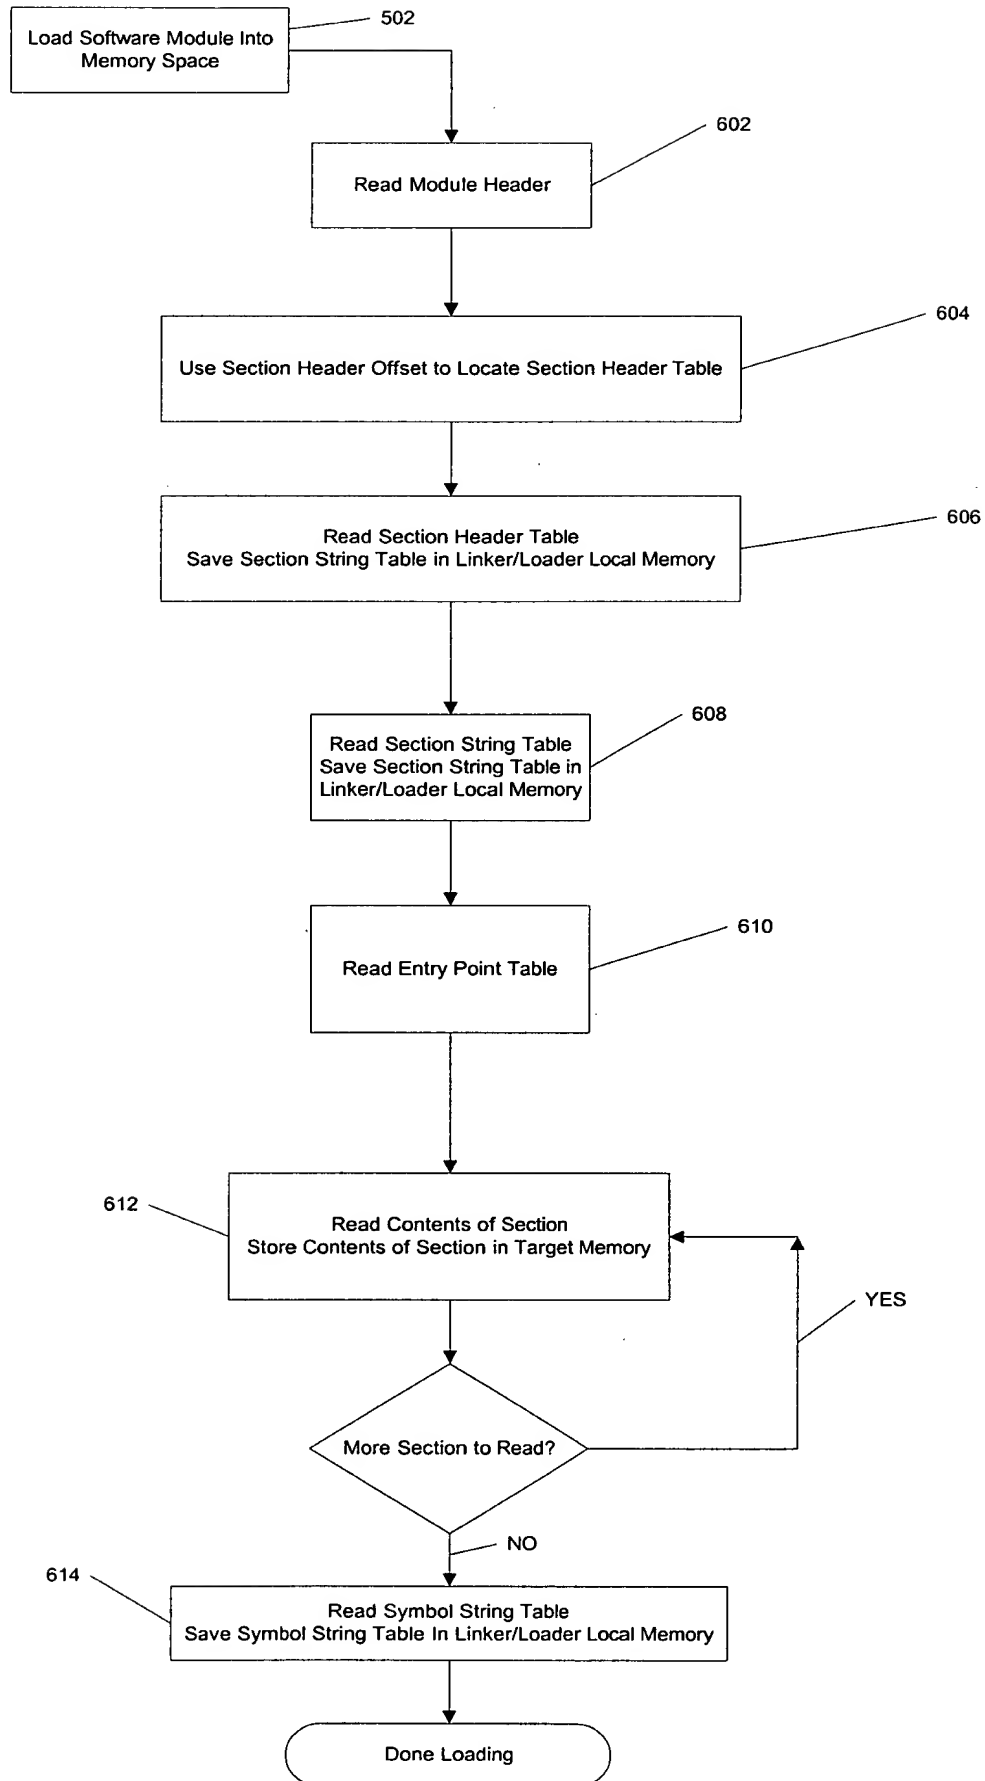 502
Load Software Module Into
Memory Space
602
Read Module Header
604
Use Section Header Offset to Locate Section Header Table
606
Read Section Header Table
Save Section String Table in Linker/Loader Local Memory
608
Read Section String Table
Save Section String Table in
Linker/Loader Local Memory
610
Read Entry Point Table
612
Read Contents of Section
Store Contents of Section in Target Memory
YES
More Section to Read?
NO
614
Read Symbol String Table
Save Symbol String Table In Linker/Loader Local Memory
Done Loading